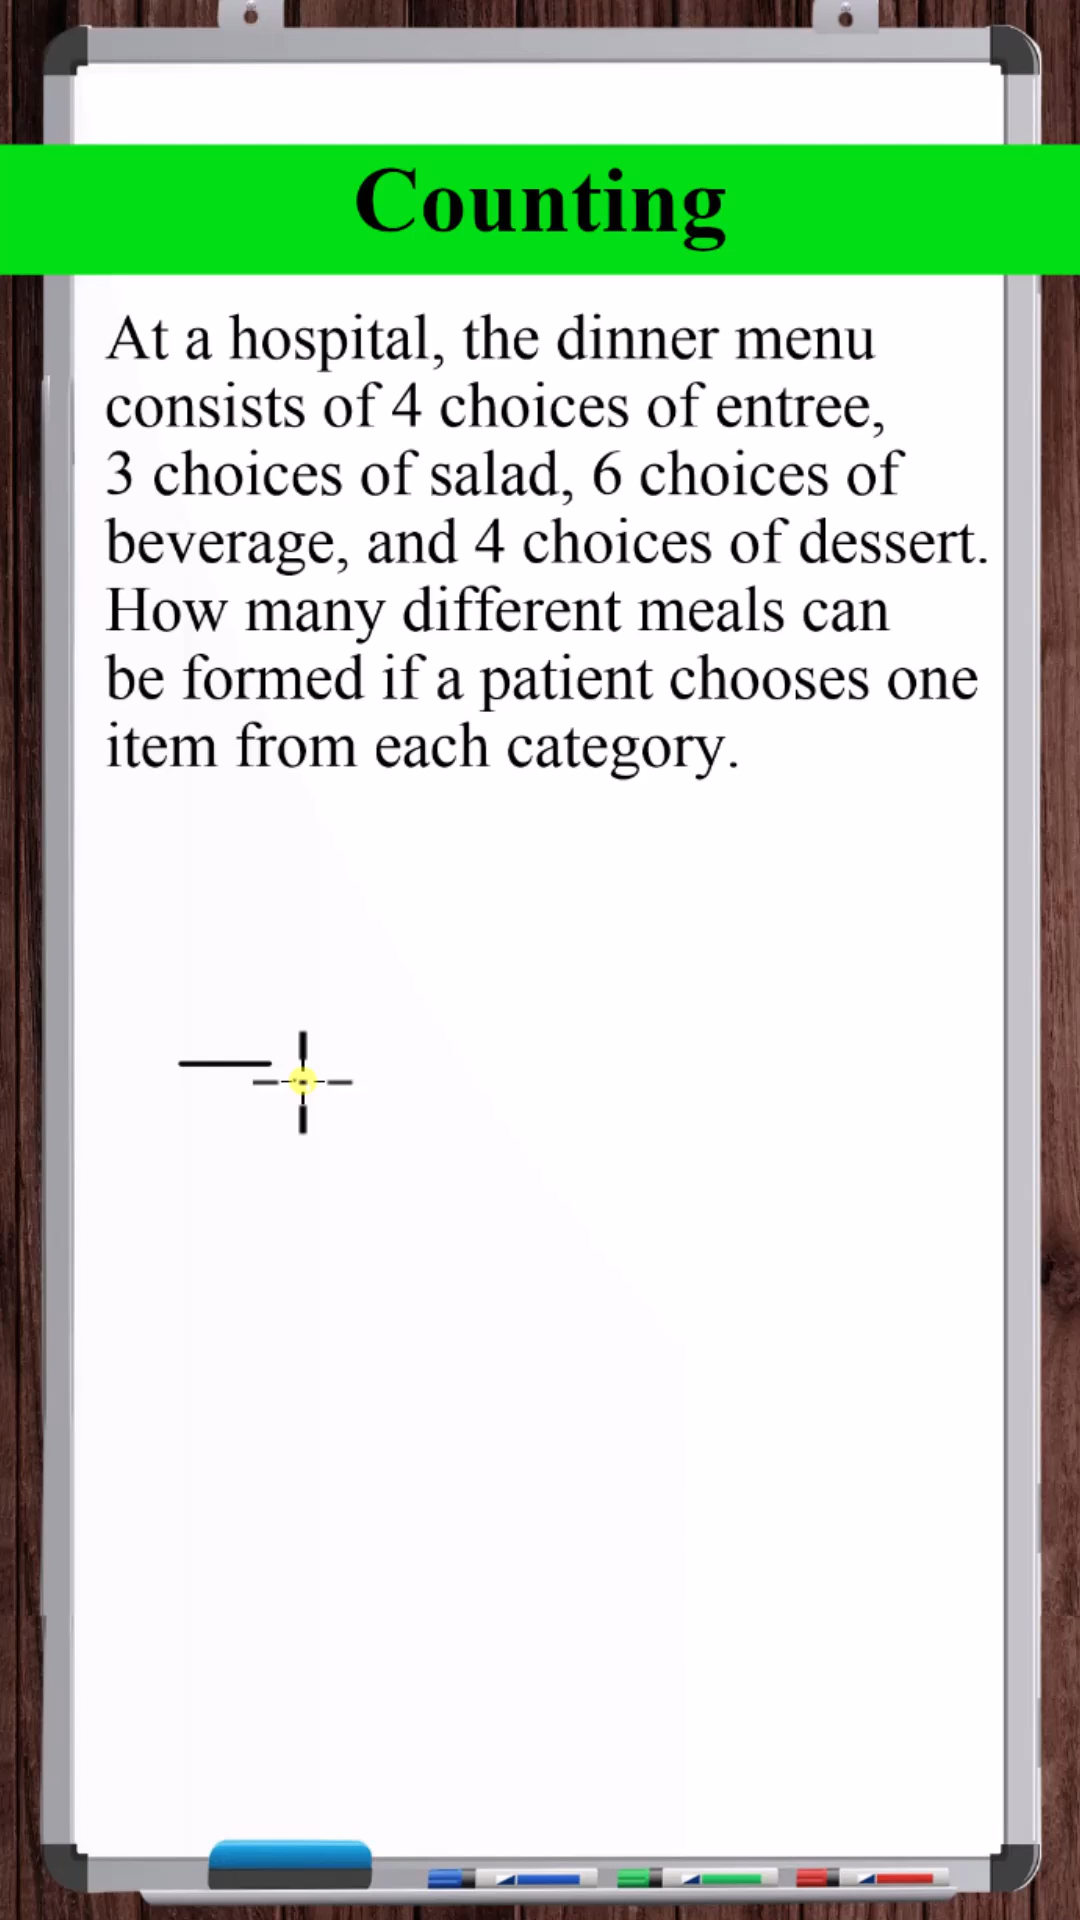 Counting
At a hospital, the dinner menu
consists of 4 choices of entree,
3 choices of salad, 6 choices of
beverage, and 4 choices of dessert.
How many different meals can
be formed if a patient chooses one
item from each category.